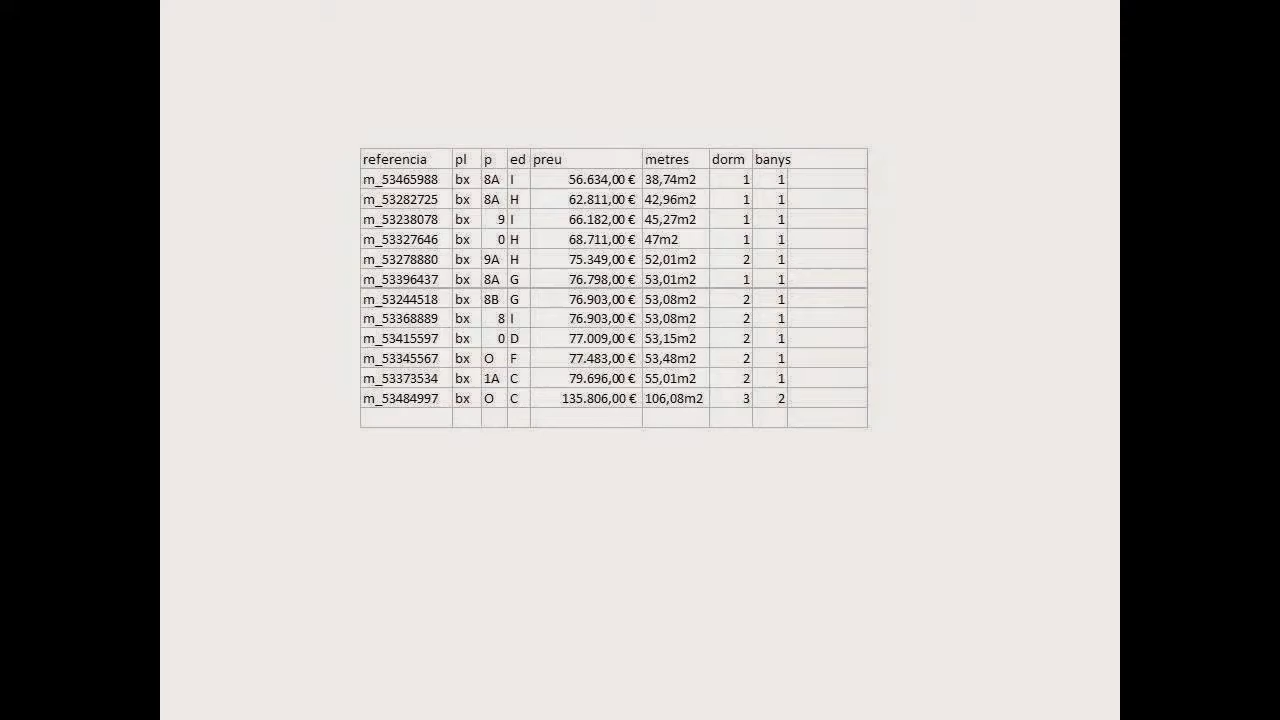 referencia pl p ed preu metres dorm banys
m_53465988 bx 8A I 56.634,00 € 38,74m2 1 1
m_53282725 bx 8A H 62.811,00 € 42,96m2 1 1
m_53238078 bx 9 I 66.182,00 € 45,27m2 1 1
m_53327646 bx 0 H 68.711,00 € 47m2 1 1
m_53278880 bx 9A H 75.349,00 € 52,01m2 2 1
m_53396437 bx 8A G 76.798,00 € 53,01m2 1 1
m_53244518 bx 8B G 76.903,00 € 53,08m2 2 1
m_53368889 bx 8 I 76.903,00 € 53,08m2 2 1
m_53415597 bx 0 D 77.009,00 € 53,15m2 2 1
m_53345567 bx O F 77.483,00 € 53,48m2 2 1
m_53373534 bx 1A C 79.696,00 € 55,01m2 2 1
m_53484997 bx O C 135.806,00 € 106,08m2 3 2